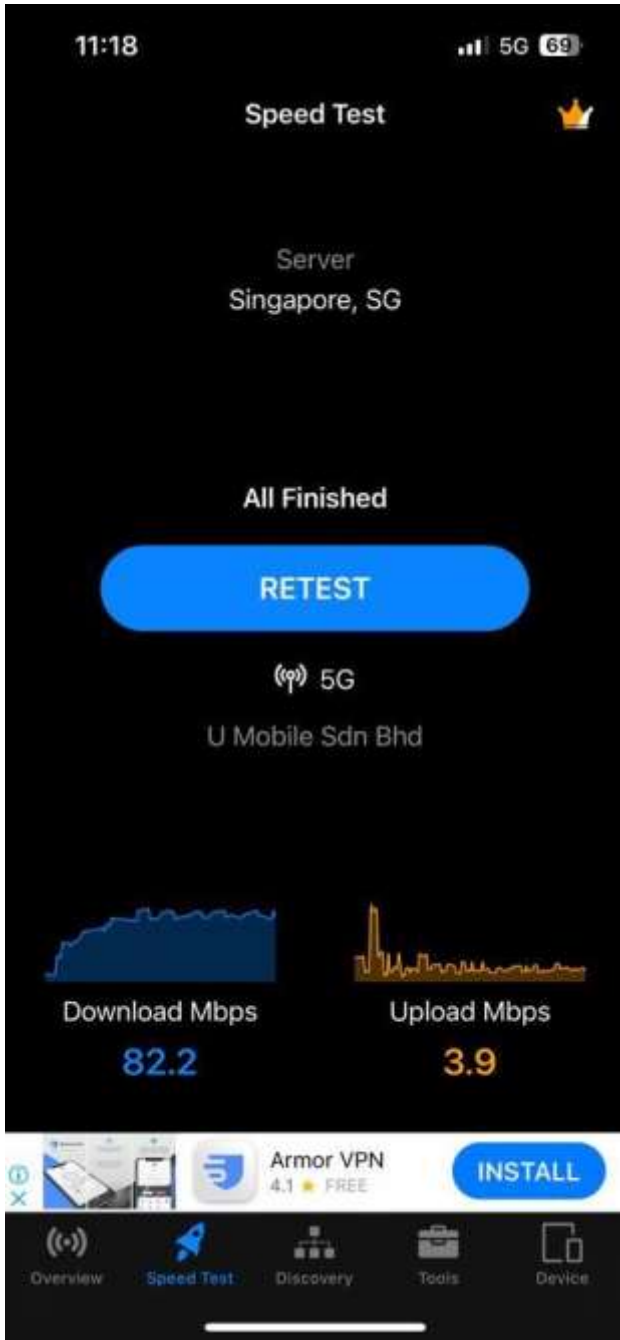 11:18 5G 69
Speed Test
Server
Singapore, SG
All Finished
RETEST
5G
U Mobile Sdn Bhd
Download Mbps Upload Mbps
82.2 3.9
Armor VPN
4.1 ★ FREE
INSTALL
Overview Speed Test Discovery Tools Device